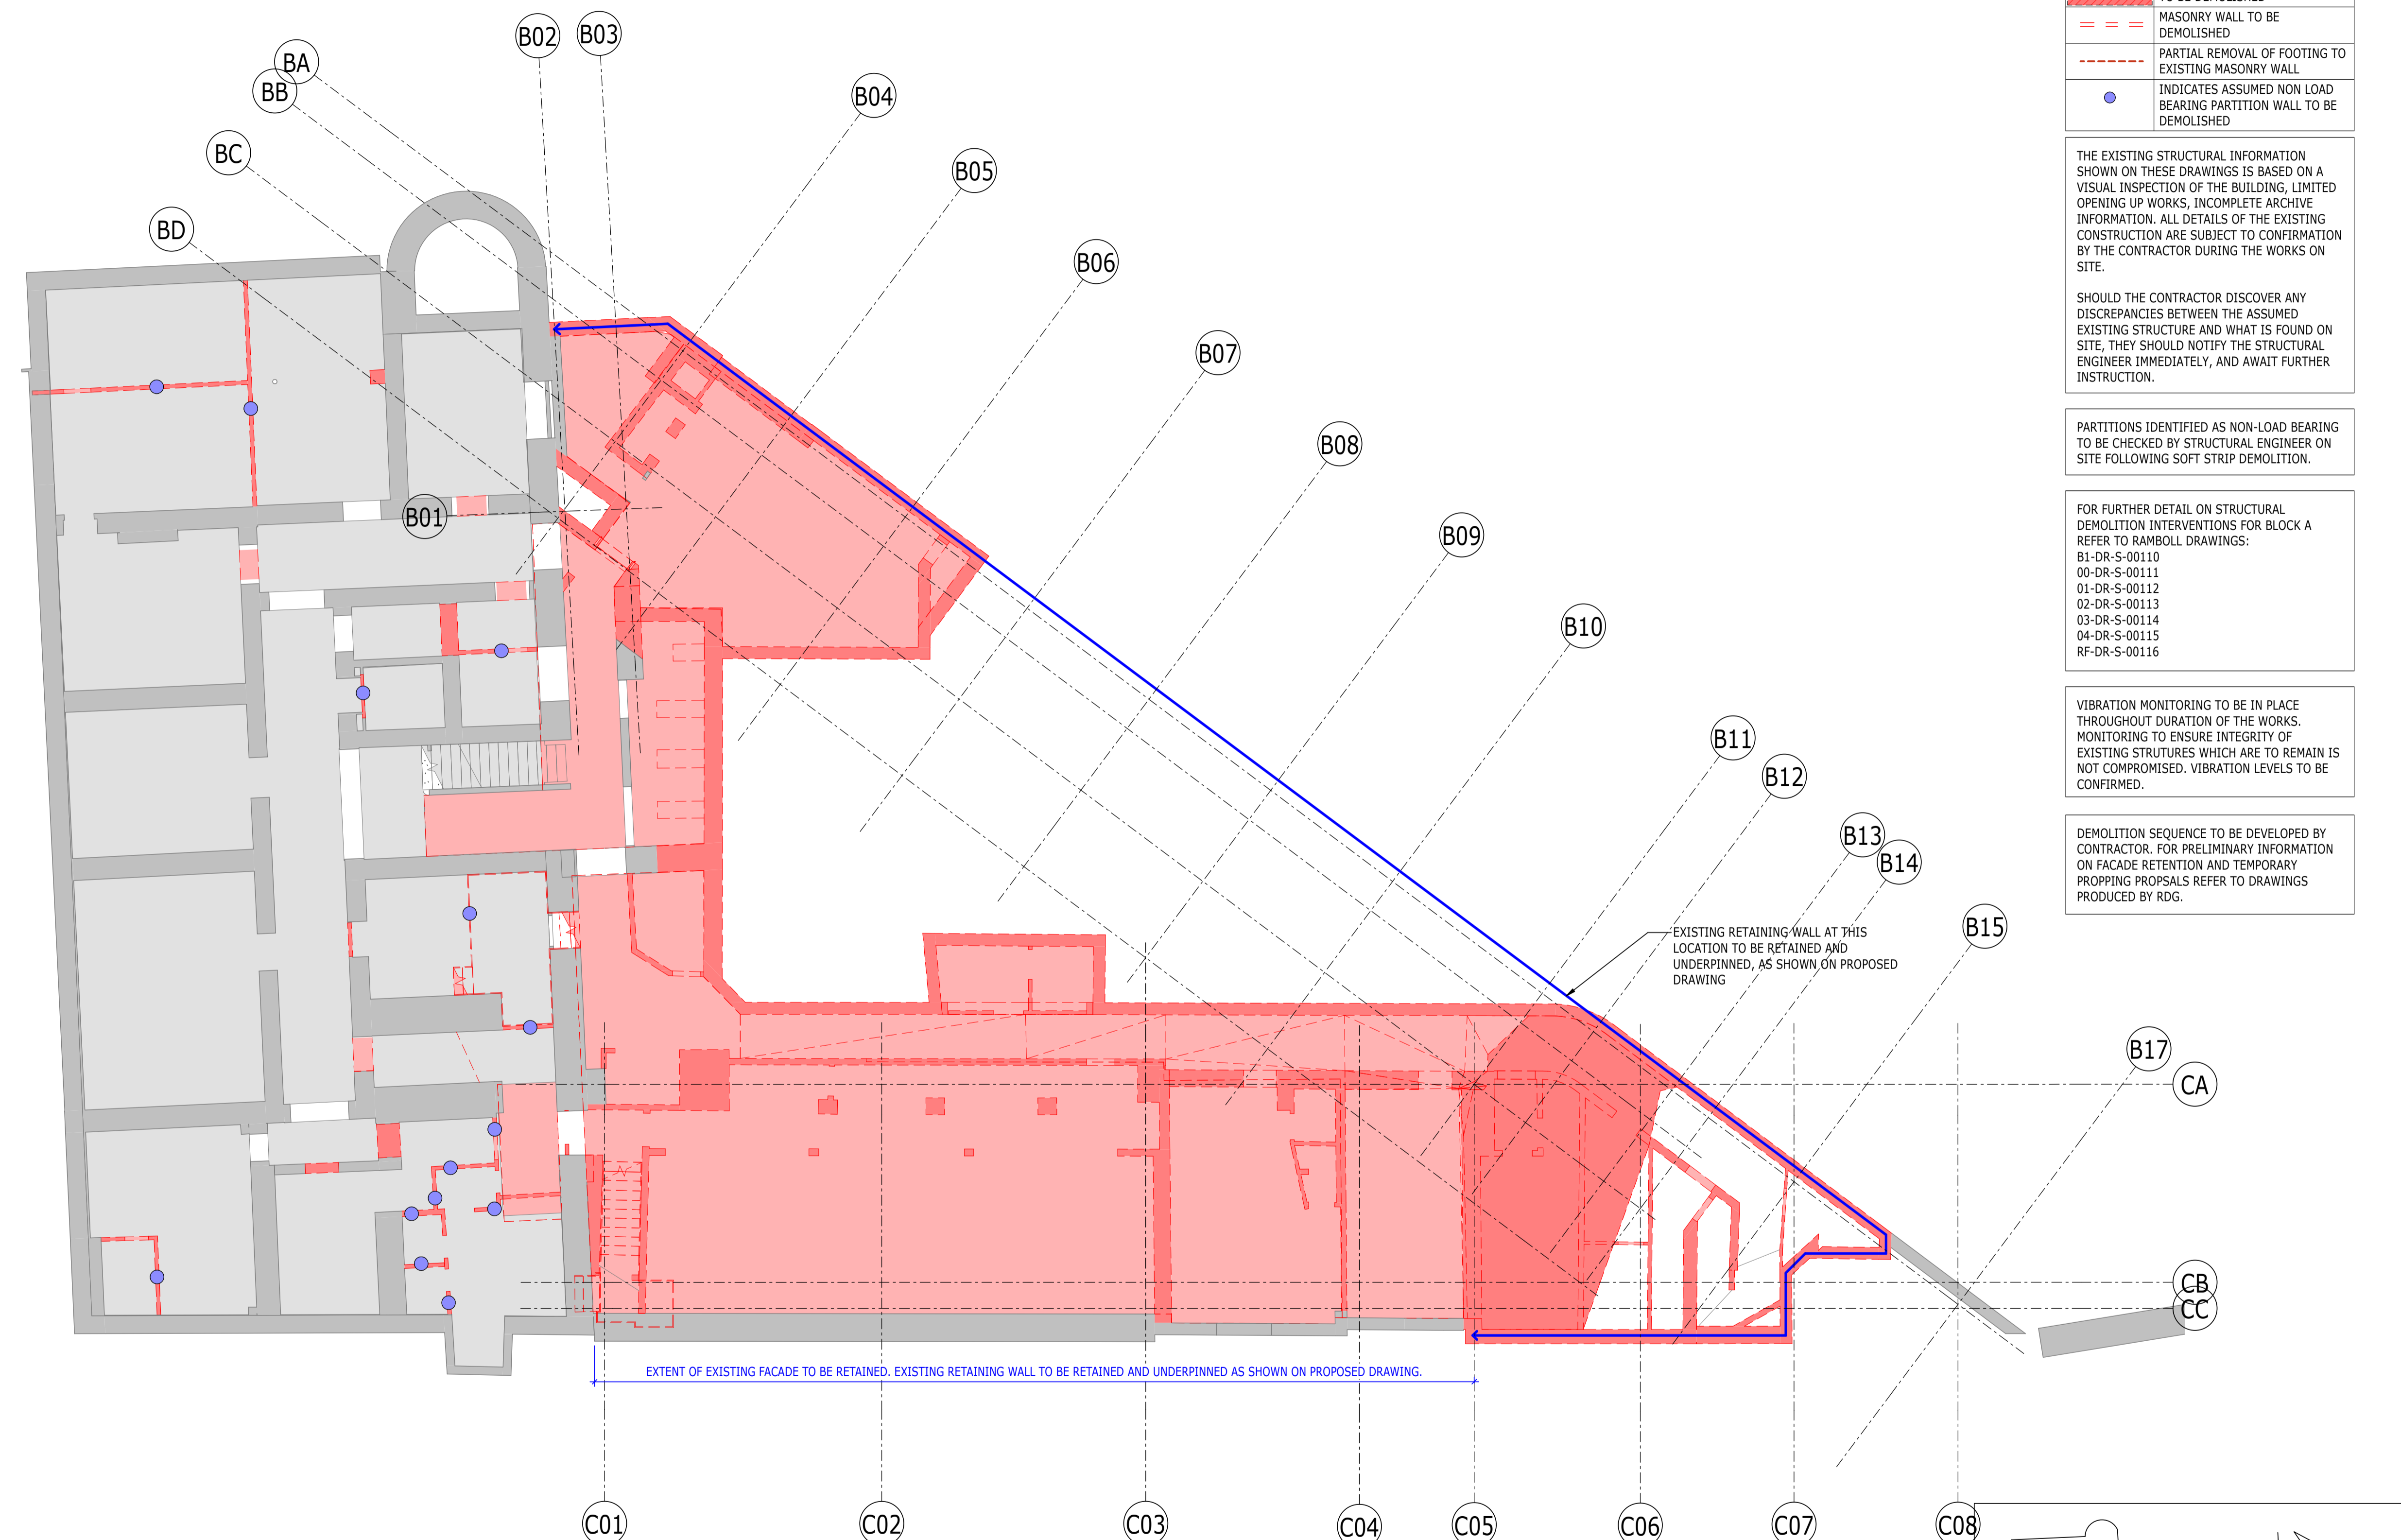 B02
B03
BA
BB
B04
BC
B05
BD
B06
B07
B08
B01
B09
B10
B11
B12
B13
B14
B15
B17
EXISTING RETAINING WALL AT THIS
LOCATION TO BE RETAINED AND
UNDERPINNED, AS SHOWN ON PROPOSED
DRAWING
CA
CB
CC
EXTENT OF EXISTING FACADE TO BE RETAINED. EXISTING RETAINING WALL TO BE RETAINED AND UNDERPINNED AS SHOWN ON PROPOSED DRAWING.
C01
C02
C03
C04
C05
C06
C07
C08
TO BE DEMOLISHED
MASONRY WALL TO BE
DEMOLISHED
PARTIAL REMOVAL OF FOOTING TO
EXISTING MASONRY WALL
INDICATES ASSUMED NON LOAD
BEARING PARTITION WALL TO BE
DEMOLISHED
THE EXISTING STRUCTURAL INFORMATION
SHOWN ON THESE DRAWINGS IS BASED ON A
VISUAL INSPECTION OF THE BUILDING, LIMITED
OPENING UP WORKS, INCOMPLETE ARCHIVE
INFORMATION. ALL DETAILS OF THE EXISTING
CONSTRUCTION ARE SUBJECT TO CONFIRMATION
BY THE CONTRACTOR DURING THE WORKS ON
SITE.
SHOULD THE CONTRACTOR DISCOVER ANY
DISCREPANCIES BETWEEN THE ASSUMED
EXISTING STRUCTURE AND WHAT IS FOUND ON
SITE, THEY SHOULD NOTIFY THE STRUCTURAL
ENGINEER IMMEDIATELY, AND AWAIT FURTHER
INSTRUCTION.
PARTITIONS IDENTIFIED AS NON-LOAD BEARING
TO BE CHECKED BY STRUCTURAL ENGINEER ON
SITE FOLLOWING SOFT STRIP DEMOLITION.
FOR FURTHER DETAIL ON STRUCTURAL
DEMOLITION INTERVENTIONS FOR BLOCK A
REFER TO RAMBOLL DRAWINGS:
B1-DR-S-00110
00-DR-S-00111
01-DR-S-00112
02-DR-S-00113
03-DR-S-00114
04-DR-S-00115
RF-DR-S-00116
VIBRATION MONITORING TO BE IN PLACE
THROUGHOUT DURATION OF THE WORKS.
MONITORING TO ENSURE INTEGRITY OF
EXISTING STRUTURES WHICH ARE TO REMAIN IS
NOT COMPROMISED. VIBRATION LEVELS TO BE
CONFIRMED.
DEMOLITION SEQUENCE TO BE DEVELOPED BY
CONTRACTOR. FOR PRELIMINARY INFORMATION
ON FACADE RETENTION AND TEMPORARY
PROPPING PROPSALS REFER TO DRAWINGS
PRODUCED BY RDG.